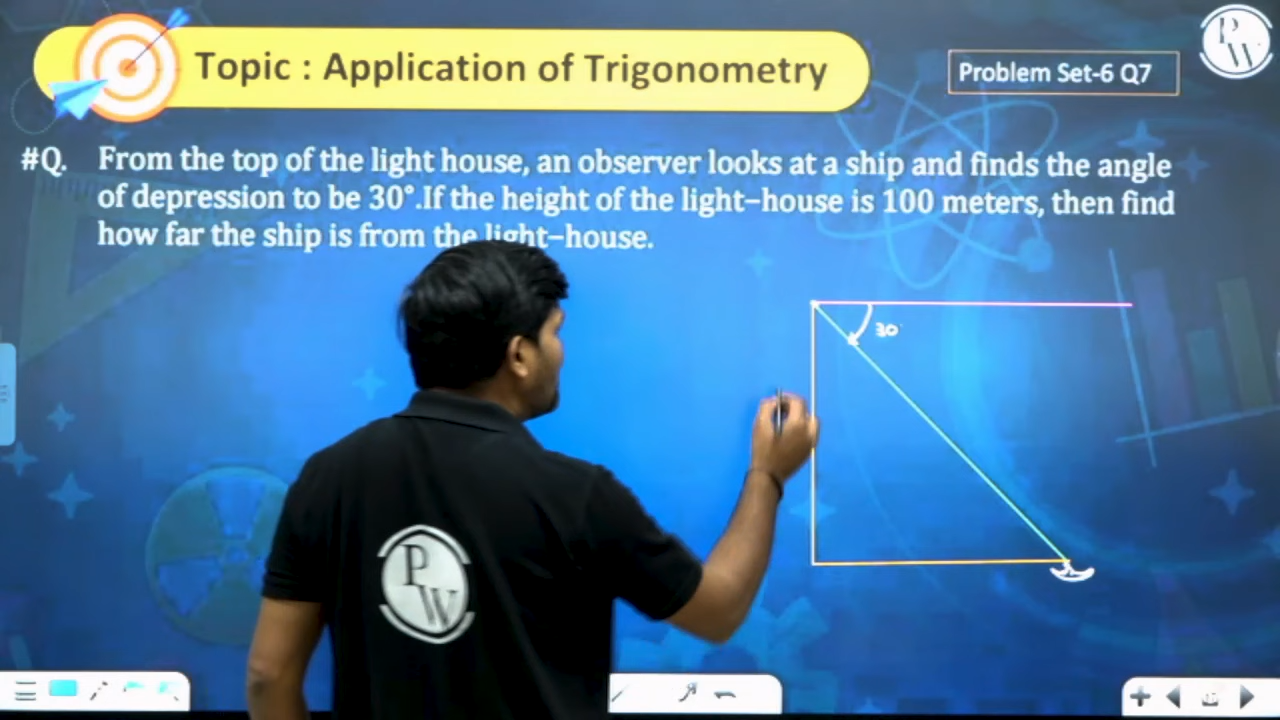 Topic : Application of Trigonometry
Problem Set-6 Q7
P
W
#Q. From the top of the light house, an observer looks at a ship and finds the angle
of depression to be 30°.If the height of the light-house is 100 meters, then find
how far the ship is from the light-house.
30°
P
W